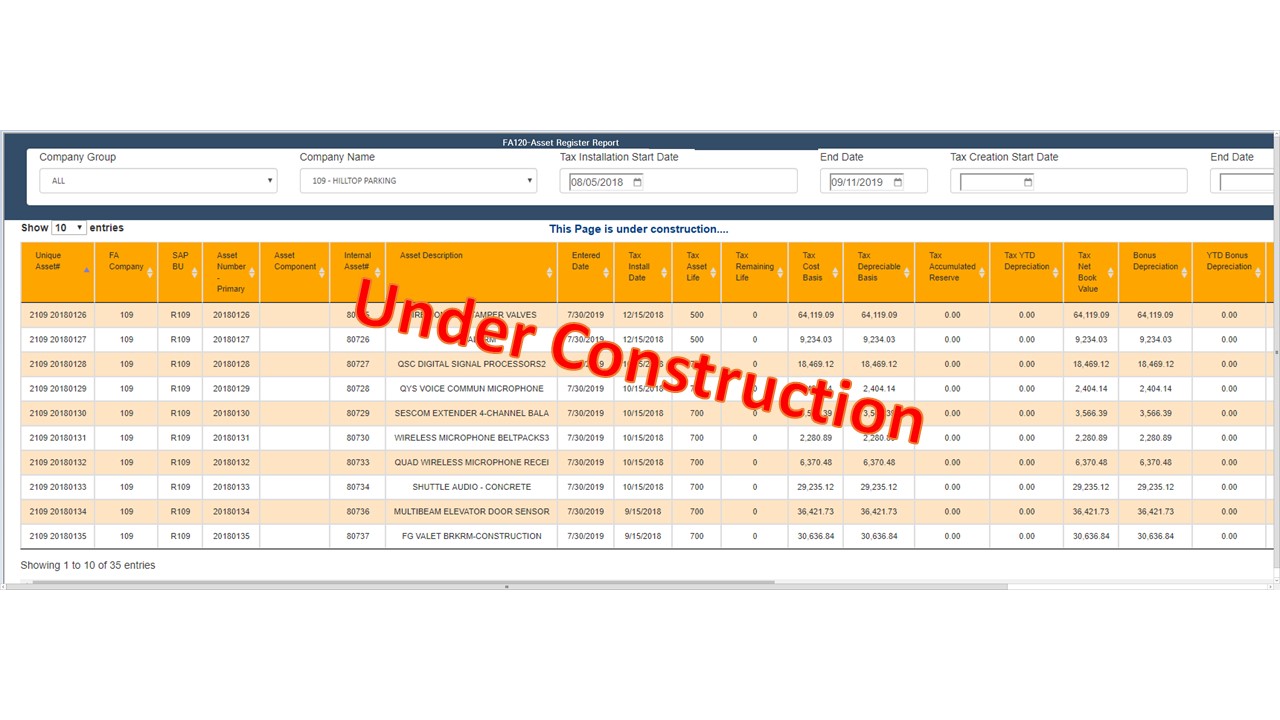 FA120-Asset Register Report
Company Group Company Name Tax Installation Start Date End Date Tax Creation Start Date End Date
ALL 109 - HILLTOP PARKING 08/05/2018 09/11/2019
Show 10 entries This Page is under construction....
Unique Asset# FA Company SAP BU Asset Number - Primary Asset Component Internal Asset# Asset Description Entered Date Tax Install Date Tax Asset Life Tax Remaining Life Tax Cost Basis Tax Depreciable Basis Tax Accumulated Reserve Tax YTD Depreciation Tax Net Book Value Bonus Depreciation YTD Bonus Depreciation
2109 20180126 109 R109 20180126 VALVES 7/30/2019 12/15/2018 500 0 64,119.09 64,119.09 0.00 0.00 64,119.09 64,119.09 0.00
2109 20180127 109 R109 20180127 80726 7/30/2019 12/15/2018 500 0 9,234.03 9,234.03 0.00 0.00 9,234.03 9,234.03 0.00
2109 20180128 109 R109 20180128 80727 QSC DIGITAL SIGNAL PROCESSORS2 10/15/2018 0 18,469.12 18,469.12 0.00 0.00 18,469.12 18,469.12 0.00
2109 20180129 109 R109 20180129 80728 QYS VOICE COMMUN MICROPHONE 7/30/2019 10/15/2018 0 2,404.14 0.00 0.00 2,404.14 2,404.14 0.00
2109 20180130 109 R109 20180130 80729 SESCOM EXTENDER 4-CHANNEL BALA 7/30/2019 10/15/2018 700 0 0.00 0.00 3,566.39 3,566.39 0.00
2109 20180131 109 R109 20180131 80730 WIRELESS MICROPHONE BELTPACKS3 7/30/2019 10/15/2018 700 0 2,280.89 2,280.89 0.00 0.00 2,280.89 2,280.89 0.00
2109 20180132 109 R109 20180132 80733 QUAD WIRELESS MICROPHONE RECEI 7/30/2019 10/15/2018 700 0 6,370.48 6,370.48 0.00 0.00 6,370.48 6,370.48 0.00
2109 20180133 109 R109 20180133 80734 SHUTTLE AUDIO - CONCRETE 7/30/2019 10/15/2018 700 0 29,235.12 29,235.12 0.00 0.00 29,235.12 29,235.12 0.00
2109 20180134 109 R109 20180134 80736 MULTIBEAM ELEVATOR DOOR SENSOR 7/30/2019 9/15/2018 700 0 36,421.73 36,421.73 0.00 0.00 36,421.73 36,421.73 0.00
2109 20180135 109 R109 20180135 80737 FG VALET BRKRM-CONSTRUCTION 7/30/2019 9/15/2018 700 0 30,636.84 30,636.84 0.00 0.00 30,636.84 30,636.84 0.00
Under Construction
Showing 1 to 10 of 35 entries